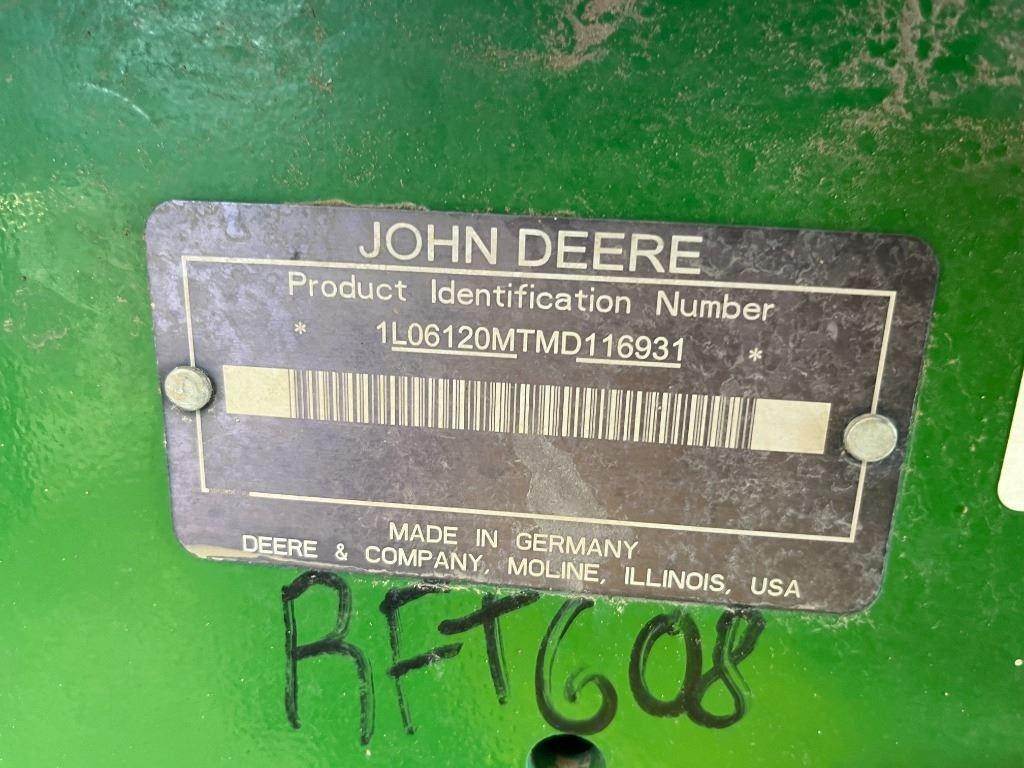 JOHN DEERE
Product Identification Number
* 1L06120MTMD116931 *
MADE IN GERMANY
DEERE & COMPANY, MOLINE, ILLINOIS, USA
RFT608